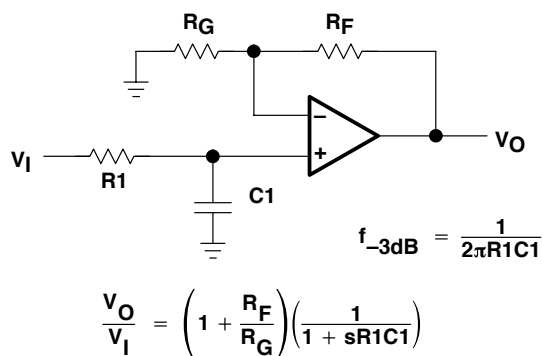 RG
RF
−
+
VI
VO
R1
C1
f–3dB = 1/2πR1C1
VO/VI = (1 + RF/RG)(1/1 + sR1C1)